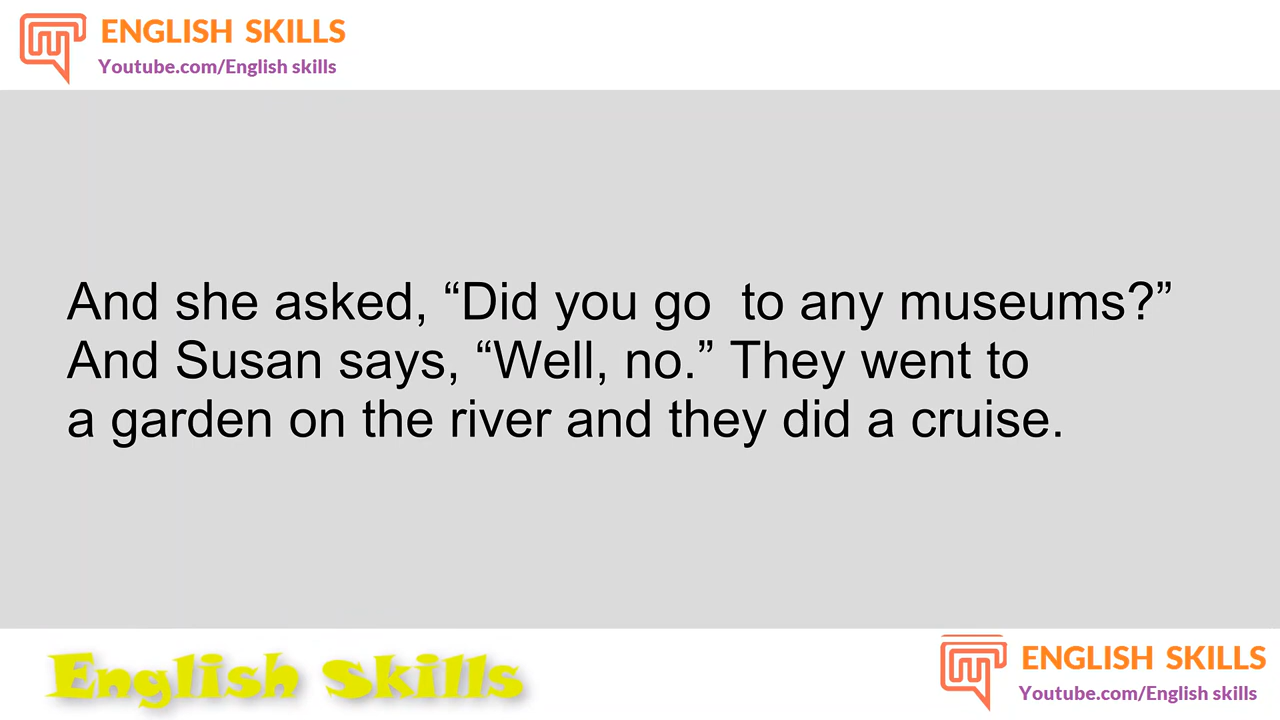 ENGLISH SKILLS
Youtube.com/English skills
And she asked, “Did you go  to any museums?”
And Susan says, “Well, no.” They went to
a garden on the river and they did a cruise.
English Skills
ENGLISH SKILLS
Youtube.com/English skills